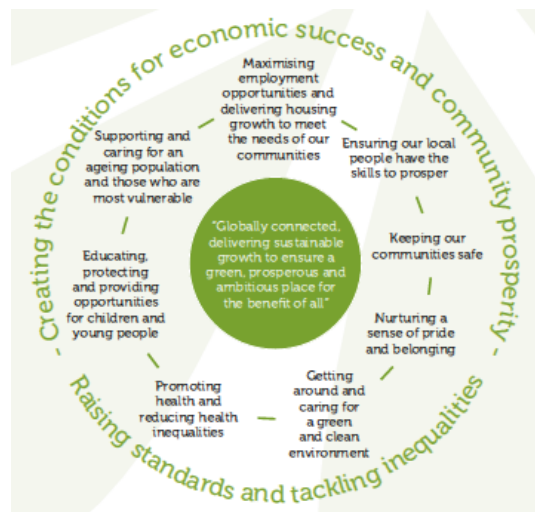 Creating the conditions for economic success and community prosperity -
Maximising
employment
opportunities and
delivering housing
growth to meet
the needs of our
communities
Ensuring our local
people have the
skills to prosper
Keeping our
communities safe
Nurturing a
sense of pride
and belonging
Getting
around and
caring for
a green
and clean
environment
Promoting
health and
reducing health
inequalities
Educating,
protecting
and providing
opportunities
for children and
young people
Supporting and
caring for an
ageing population
and those who are
most vulnerable
"Globally connected,
delivering sustainable
growth to ensure a
green, prosperous and
ambitious place for
the benefit of all"
- Raising standards and tackling inequalities